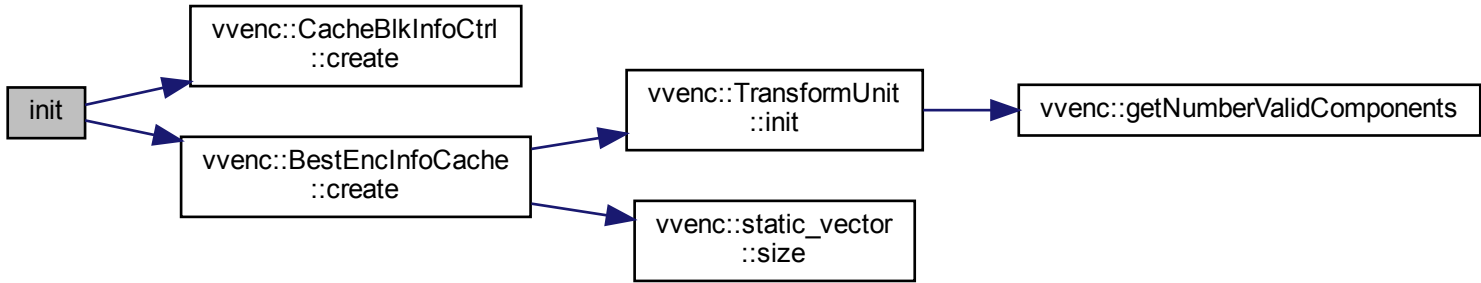 init
vvenc::CacheBlkInfoCtrl
::create
vvenc::BestEncInfoCache
::create
vvenc::TransformUnit
::init
vvenc::static_vector
::size
vvenc::getNumberValidComponents